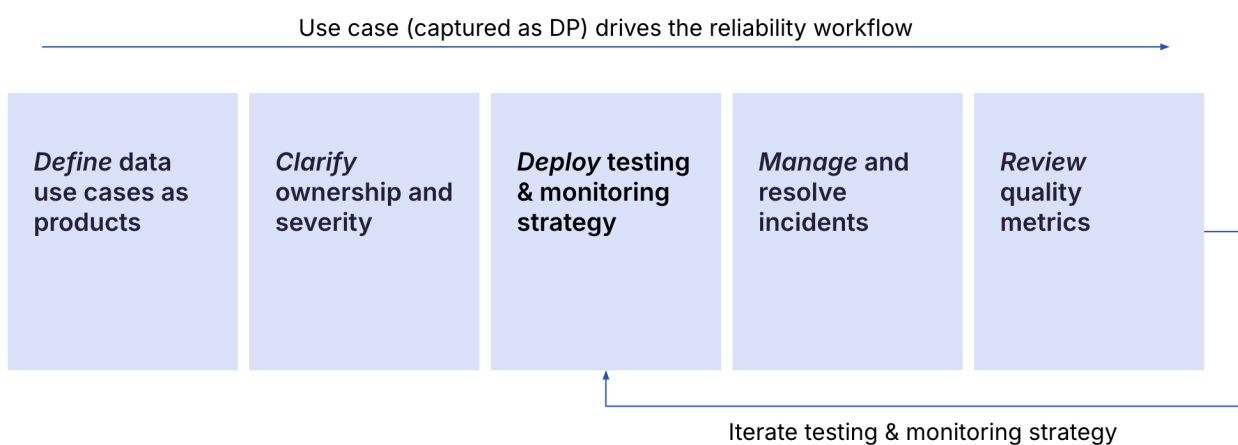 Use case (captured as DP) drives the reliability workflow
Define data
use cases as
products
Clarify
ownership and
severity
Deploy testing
& monitoring
strategy
Manage and
resolve
incidents
Review
quality
metrics
Iterate testing & monitoring strategy